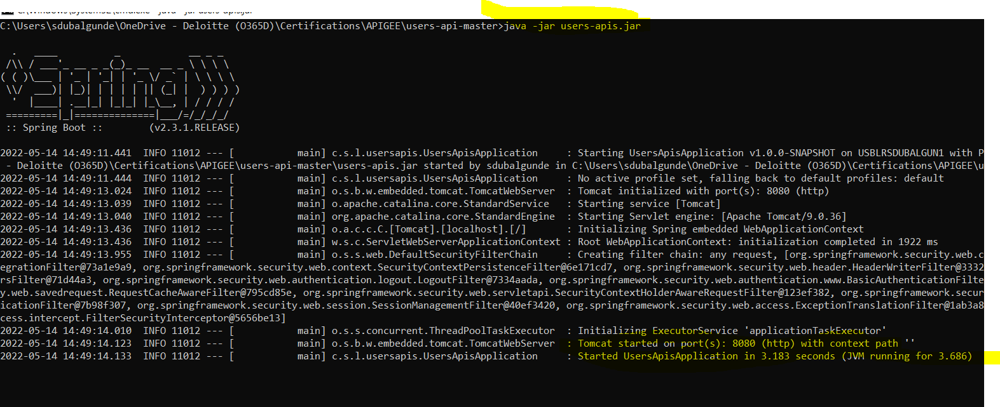 C:\Users\sdubalgunde\OneDrive - Deloitte (O365D)\Certifications\APIGEE\users-api-master>java -jar users-apis.jar
  .   ____          _            __ _ _
 /\\ / ___'_ __ _ _(_)_ __  __ _ \ \ \ \
( ( )\___ | '_ | '_| | '_ \/ _` | \ \ \ \
 \\/  ___)| |_)| | | | | || (_| |  ) ) ) )
  '  |____| .__|_| |_|_| |_\__, | / / / /
 =========|_|==============|___/=/_/_/_/
 :: Spring Boot ::        (v2.3.1.RELEASE)
2022-05-14 14:49:11.441  INFO 11012 --- [           main] c.s.l.usersapis.UsersApisApplication     : Starting UsersApisApplication v1.0.0-SNAPSHOT on USBLRSDUBALGUN1 with P
 - Deloitte (O365D)\Certifications\APIGEE\users-api-master\users-apis.jar started by sdubalgunde in C:\Users\sdubalgunde\OneDrive - Deloitte (O365D)\Certifications\APIGEE\u
2022-05-14 14:49:11.444  INFO 11012 --- [           main] c.s.l.usersapis.UsersApisApplication     : No active profile set, falling back to default profiles: default
2022-05-14 14:49:13.024  INFO 11012 --- [           main] o.s.b.w.embedded.tomcat.TomcatWebServer  : Tomcat initialized with port(s): 8080 (http)
2022-05-14 14:49:13.039  INFO 11012 --- [           main] o.apache.catalina.core.StandardService   : Starting service [Tomcat]
2022-05-14 14:49:13.040  INFO 11012 --- [           main] org.apache.catalina.core.StandardEngine  : Starting Servlet engine: [Apache Tomcat/9.0.36]
2022-05-14 14:49:13.436  INFO 11012 --- [           main] o.a.c.c.C.[Tomcat].[localhost].[/]       : Initializing Spring embedded WebApplicationContext
2022-05-14 14:49:13.436  INFO 11012 --- [           main] w.s.c.ServletWebServerApplicationContext : Root WebApplicationContext: initialization completed in 1922 ms
2022-05-14 14:49:13.955  INFO 11012 --- [           main] o.s.s.web.DefaultSecurityFilterChain     : Creating filter chain: any request, [org.springframework.security.web.c
egrationFilter@73a1e9a9, org.springframework.security.web.context.SecurityContextPersistenceFilter@6e171cd7, org.springframework.security.web.header.HeaderWriterFilter@3332
rsFilter@71d44a3, org.springframework.security.web.authentication.logout.LogoutFilter@7334aada, org.springframework.security.web.authentication.www.BasicAuthenticationFilte
y.web.savedrequest.RequestCacheAwareFilter@795cd85e, org.springframework.security.web.servletapi.SecurityContextHolderAwareRequestFilter@123ef382, org.springframework.secur
icationFilter@7b98f307, org.springframework.security.web.session.SessionManagementFilter@40ef3420, org.springframework.security.web.access.ExceptionTranslationFilter@1ab3a8
cess.intercept.FilterSecurityInterceptor@5656be13]
2022-05-14 14:49:14.010  INFO 11012 --- [           main] o.s.s.concurrent.ThreadPoolTaskExecutor  : Initializing ExecutorService 'applicationTaskExecutor'
2022-05-14 14:49:14.123  INFO 11012 --- [           main] o.s.b.w.embedded.tomcat.TomcatWebServer  : Tomcat started on port(s): 8080 (http) with context path ''
2022-05-14 14:49:14.133  INFO 11012 --- [           main] c.s.l.usersapis.UsersApisApplication     : Started UsersApisApplication in 3.183 seconds (JVM running for 3.686)